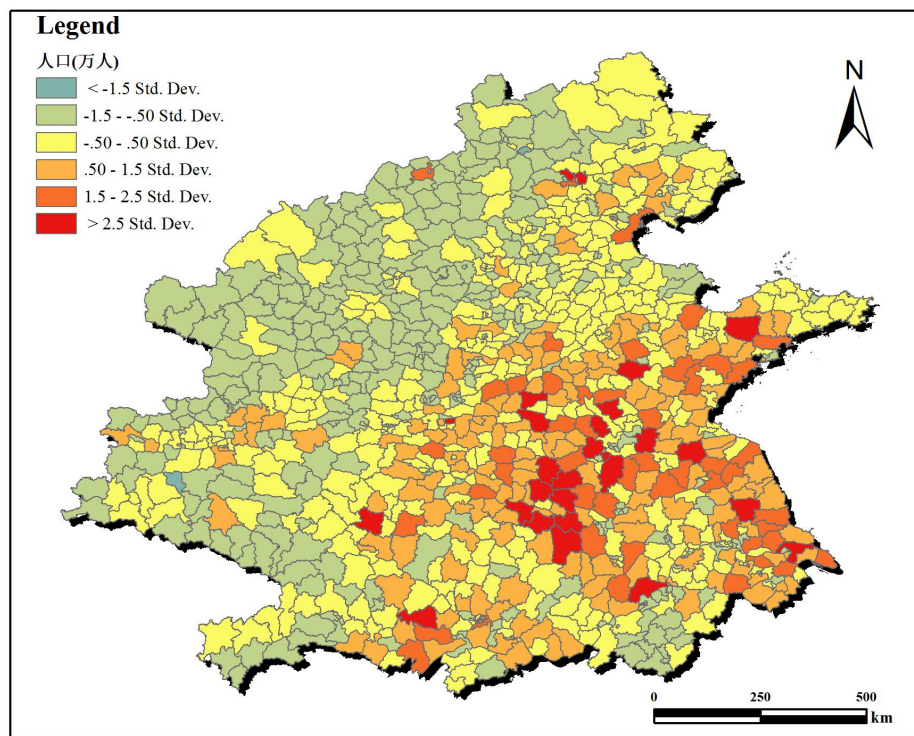 Legend
人口(万人)
< -1.5 Std. Dev.
-1.5 - -.50 Std. Dev.
-.50 - .50 Std. Dev.
.50 - 1.5 Std. Dev.
1.5 - 2.5 Std. Dev.
> 2.5 Std. Dev.
N
0 250 500
km